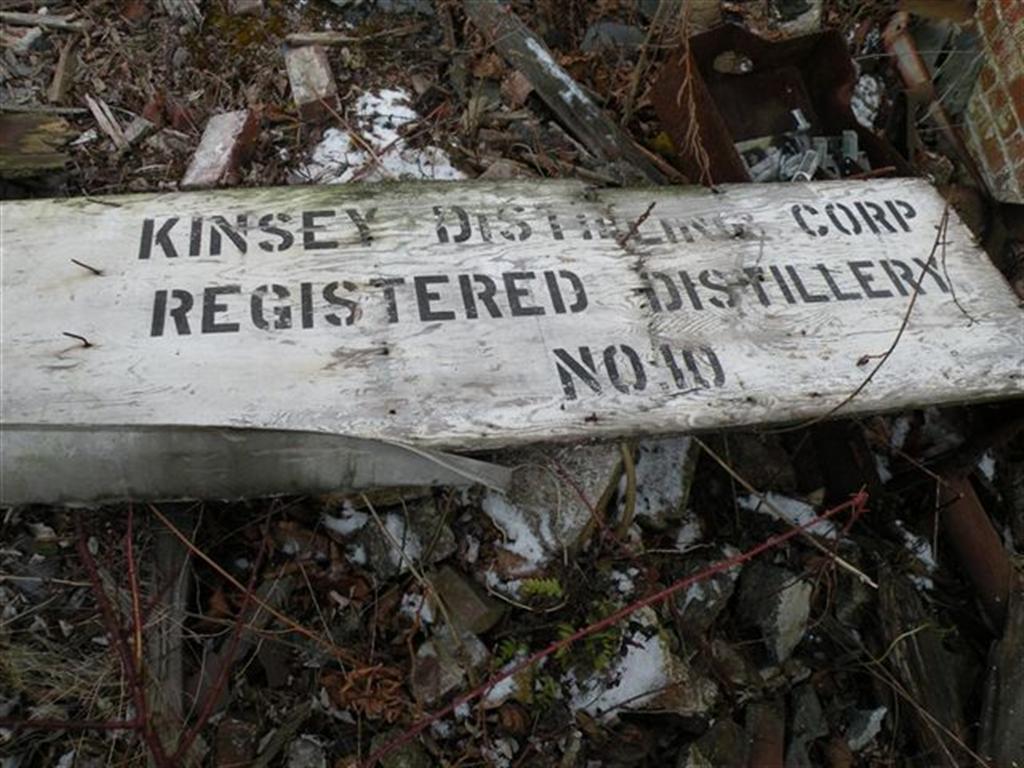 KINSEY DISTILLING CORP
REGISTERED DISTILLERY
NO. 10